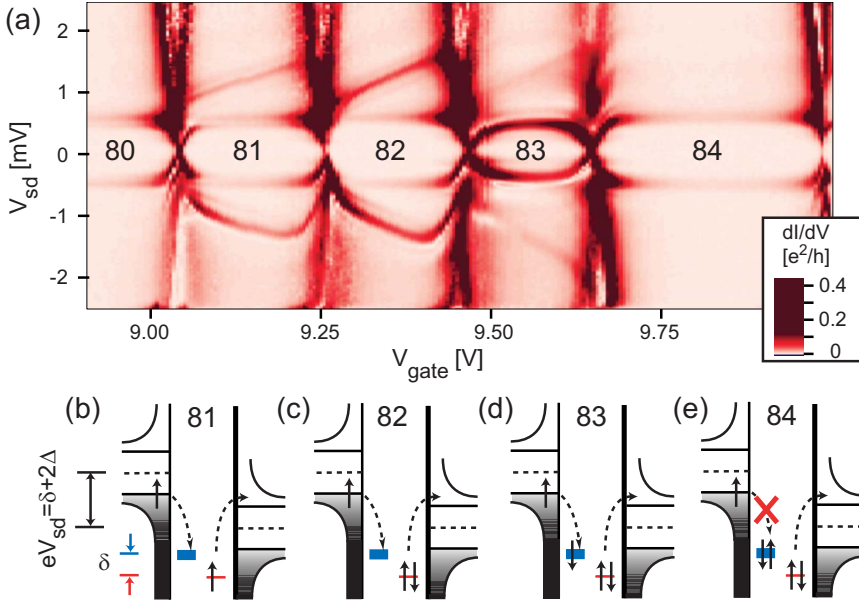 (a)
2
1
0
-1
-2
V_sd [mV]
80
81
82
83
84
9.00
9.25
9.50
9.75
V_gate [V]
dI/dV
[e²/h]
0.4
0.2
0
(b)
81
(c)
82
(d)
83
(e)
84
eV_sd=δ+2Δ
δ